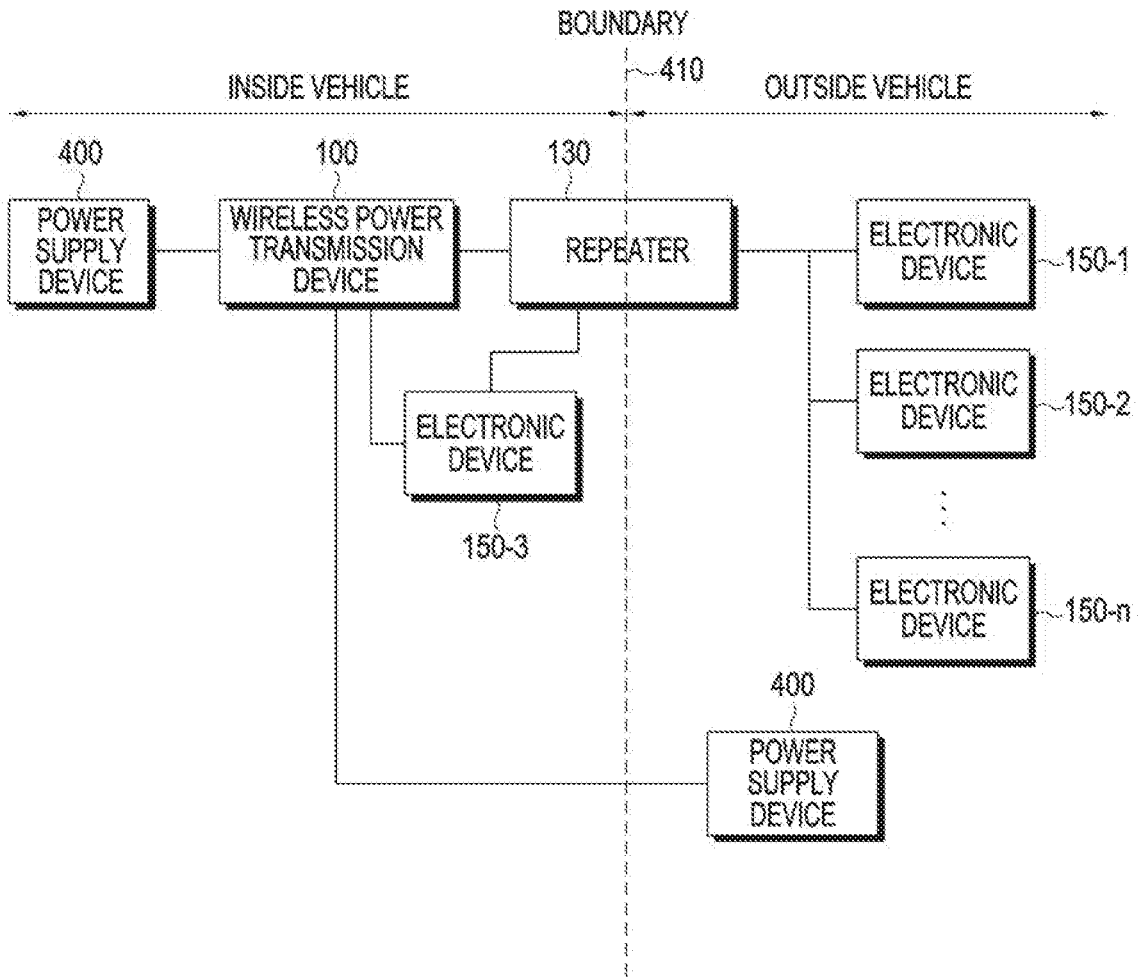 BOUNDARY
410
INSIDE VEHICLE
OUTSIDE VEHICLE
400
100
130
POWER
SUPPLY
DEVICE
WIRELESS POWER
TRANSMISSION
DEVICE
REPEATER
ELECTRONIC
DEVICE
150-1
ELECTRONIC
DEVICE
150-2
ELECTRONIC
DEVICE
150-3
ELECTRONIC
DEVICE
150-n
400
POWER
SUPPLY
DEVICE